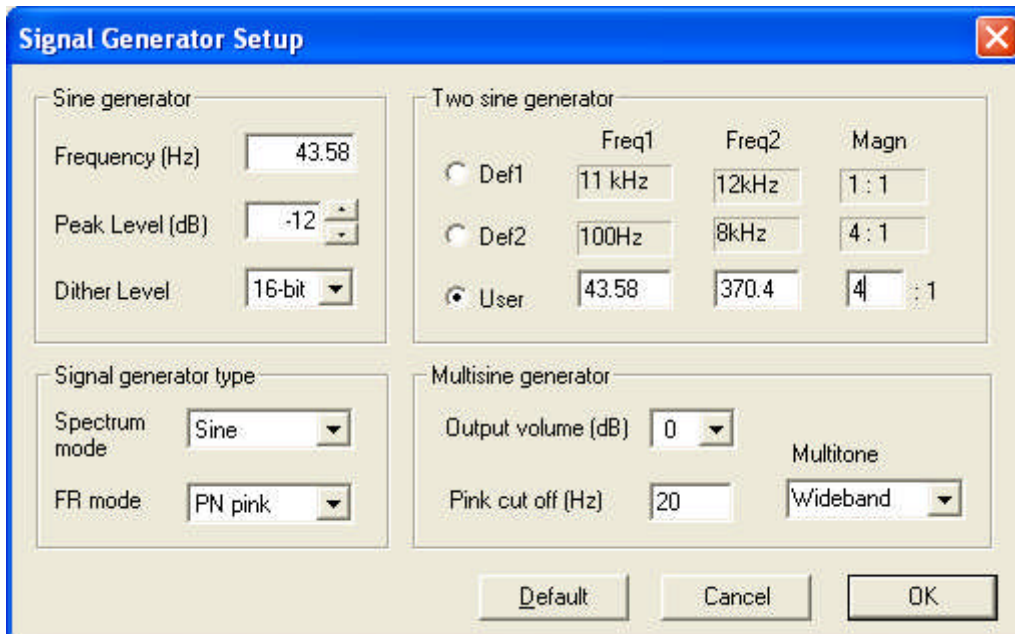 Signal Generator Setup
Sine generator
Frequency (Hz) 43.58
Peak Level (dB) -12
Dither Level 16-bit
Two sine generator
Freq1 Freq2 Magn
Def1 11 kHz 12kHz 1 : 1
Def2 100Hz 8kHz 4 : 1
User 43.58 370.4 4 : 1
Signal generator type
Spectrum mode Sine
FR mode PN pink
Multisine generator
Output volume (dB) 0
Multitone
Pink cut off (Hz) 20 Wideband
Default Cancel OK